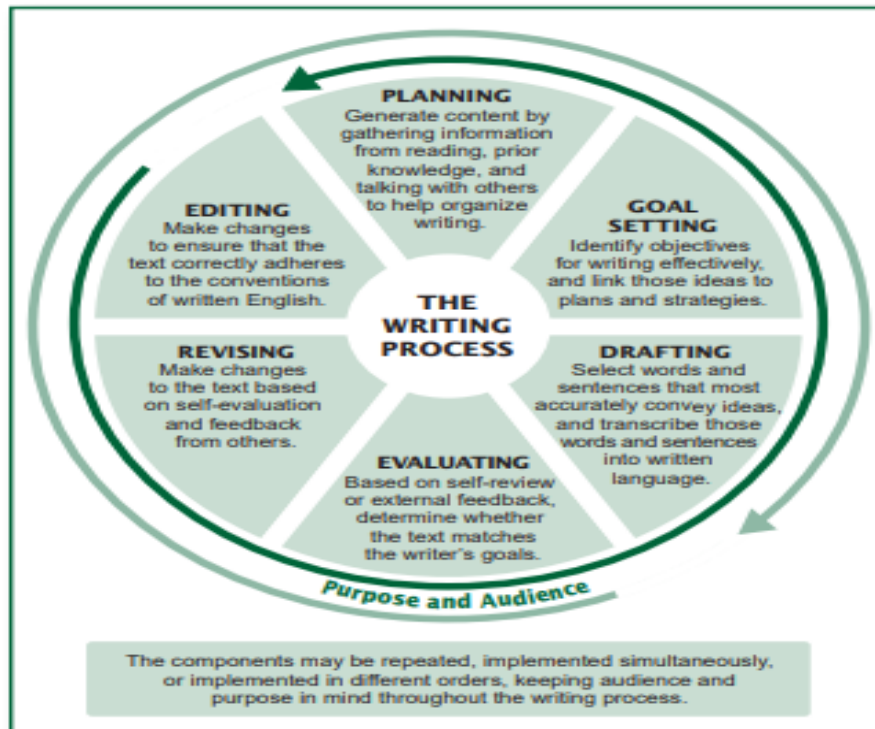 PLANNING
Generate content by
gathering information
from reading, prior
knowledge, and
talking with others
to help organize
writing.
GOAL
SETTING
Identify objectives
for writing effectively,
and link those ideas to
plans and strategies.
DRAFTING
Select words and
sentences that most
accurately convey ideas,
and transcribe those
words and sentences
into written
language.
EVALUATING
Based on self-review
or external feedback,
determine whether
the text matches
the writer's goals.
REVISING
Make changes
to the text based
on self-evaluation
and feedback
from others.
EDITING
Make changes
to ensure that the
text correctly adheres
to the conventions
of written English.
THE
WRITING
PROCESS
Purpose and Audience
The components may be repeated, implemented simultaneously,
or implemented in different orders, keeping audience and
purpose in mind throughout the writing process.